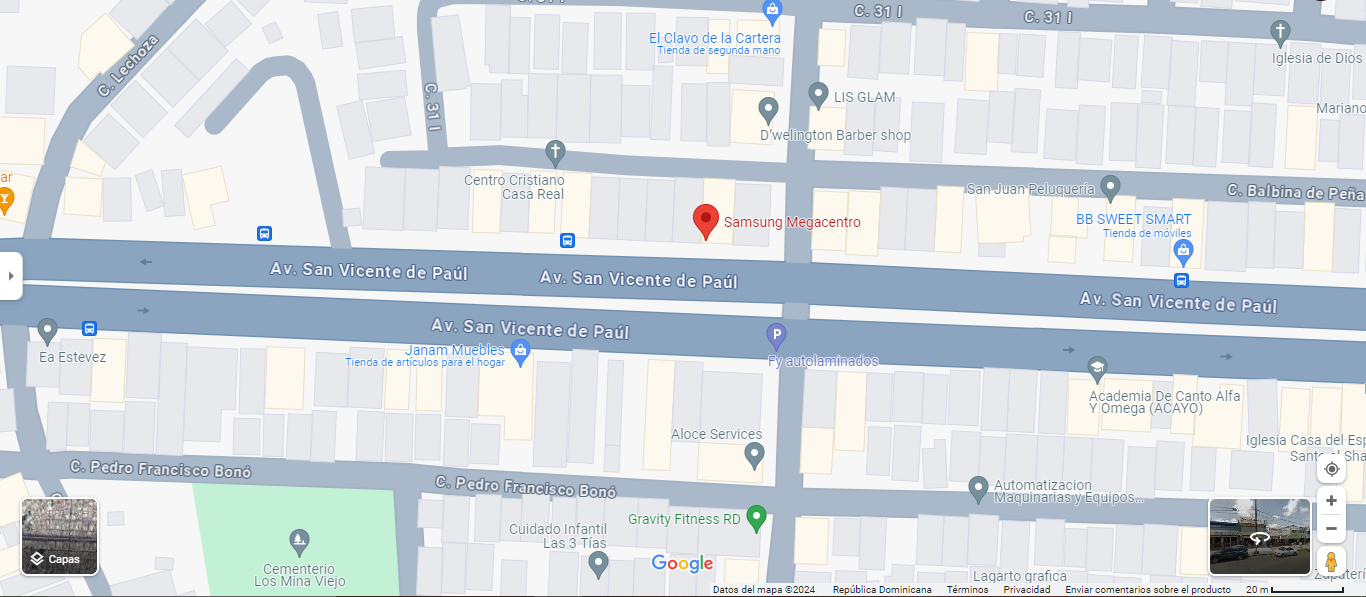 C. 31 I
C. 31 I
El Clavo de la Cartera
Tienda de segunda mano
C. Lechoza
Iglesia de Dios
C. 31 I
LIS GLAM
Mariano
D'welington Barber shop
ar
Centro Cristiano
Casa Real
San Juan Peluquería
C. Balbina de Peña
Samsung Megacentro
BB SWEET SMART
Tienda de móviles
Av. San Vicente de Paúl
Av. San Vicente de Paúl
Av. San Vicente de Paúl
Av. San Vicente de Paúl
P
Ea Estevez
Janam Muebles
Tienda de artículos para el hogar
Fy autolaminados
Academia De Canto Alfa
Y Omega (ACAYO)
Aloce Services
Iglesia Casa del Esp
C. Pedro Francisco Bonó
C. Pedro Francisco Bonó
Automatizacion
Maquinarias y Equipos...
Gravity Fitness RD
Cuidado Infantil
Las 3 Tías
Capas
Cementerio
Los Mina Viejo
Google
Lagarto grafica
Datos del mapa ©2024 República Dominicana Términos Privacidad Enviar comentarios sobre el producto 20 m